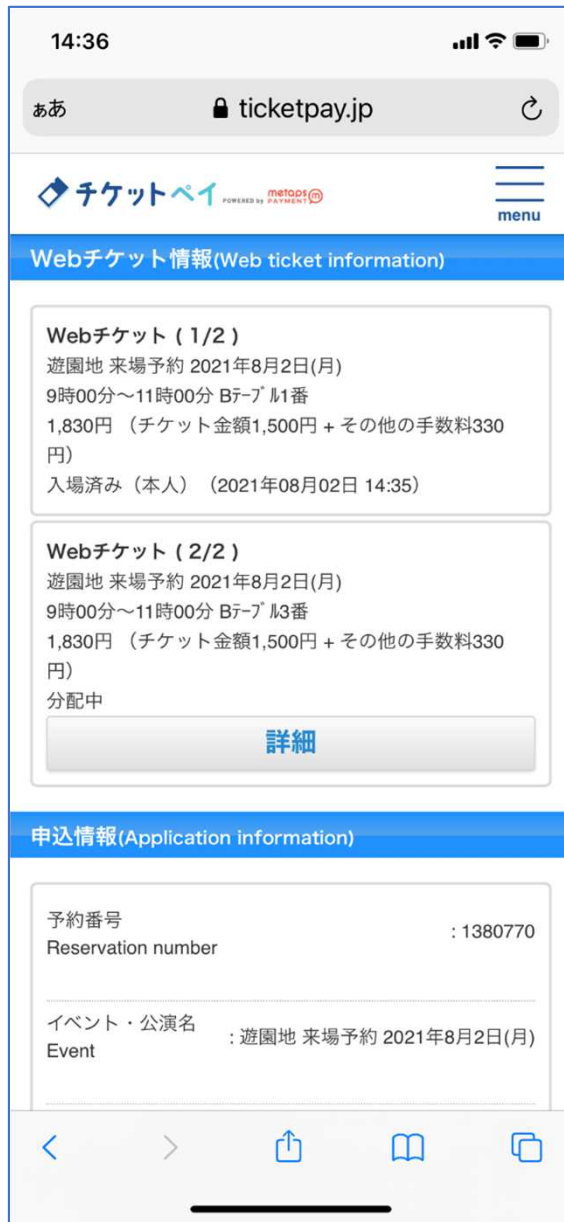 14:36
ぁあ ticketpay.jp
チケットペイ POWERED by metaps PAYMENT
menu
Webチケット情報(Web ticket information)
Webチケット ( 1/2 )
遊園地 来場予約 2021年8月2日(月)
9時00分～11時00分 Bﾃｰﾌﾞﾙ1番
1,830円 （チケット金額1,500円 + その他の手数料330
円）
入場済み（本人）（2021年08月02日 14:35）
Webチケット ( 2/2 )
遊園地 来場予約 2021年8月2日(月)
9時00分～11時00分 Bﾃｰﾌﾞﾙ3番
1,830円 （チケット金額1,500円 + その他の手数料330
円）
分配中
詳細
申込情報(Application information)
予約番号
Reservation number : 1380770
イベント・公演名
Event : 遊園地 来場予約 2021年8月2日(月)